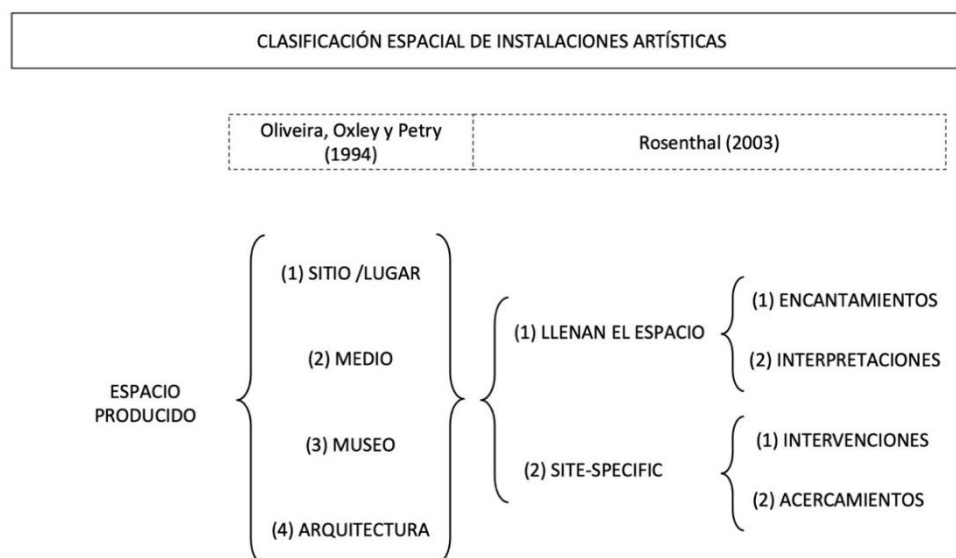 CLASIFICACIÓN ESPACIAL DE INSTALACIONES ARTÍSTICAS
Oliveira, Oxley y Petry
(1994)
Rosenthal (2003)
ESPACIO
PRODUCIDO
(1) SITIO /LUGAR
(2) MEDIO
(3) MUSEO
(4) ARQUITECTURA
(1) LLENAN EL ESPACIO
(2) SITE-SPECIFIC
(1) ENCANTAMIENTOS
(2) INTERPRETACIONES
(1) INTERVENCIONES
(2) ACERCAMIENTOS